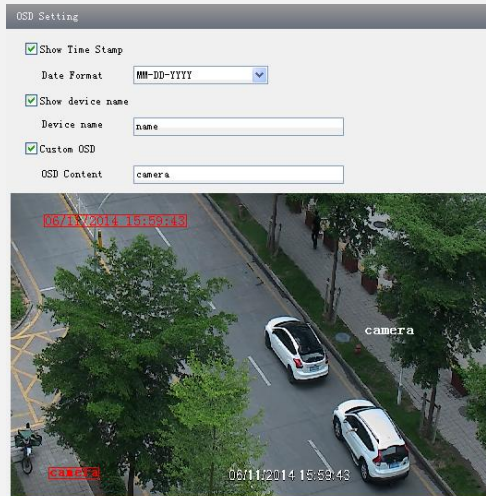 OSD Setting
Show Time Stamp
Date Format MM-DD-YYYY
Show device name
Device name name
Custom OSD
OSD Content camera
06/11/2014 15:59:43
camera
camera
06/11/2014 15:59:43